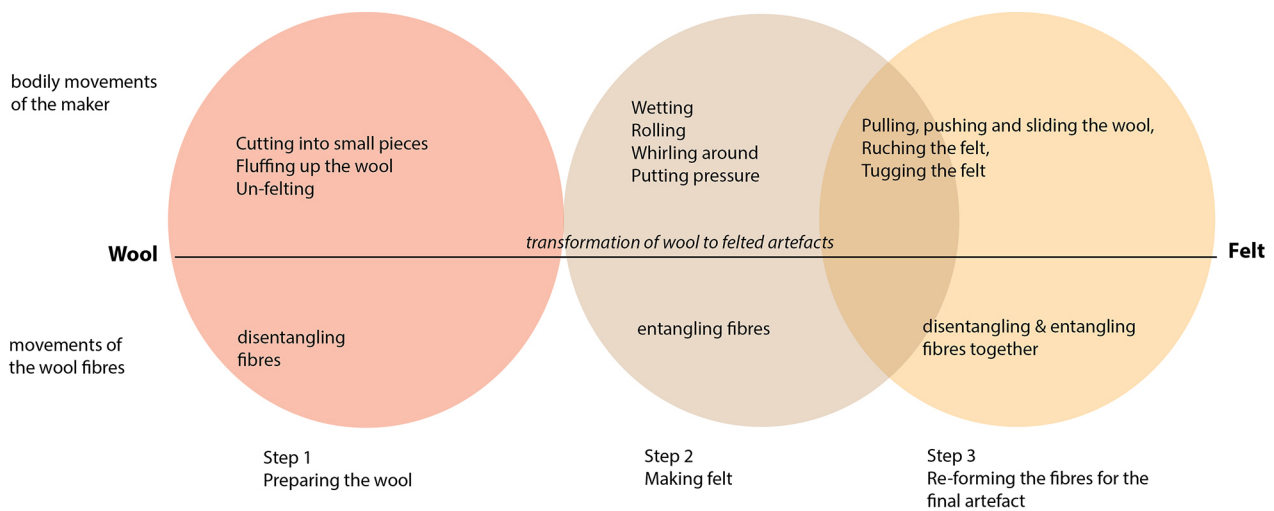 bodily movements
of the maker
Cutting into small pieces
Fluffing up the wool
Un-felting
Wetting
Rolling
Whirling around
Putting pressure
Pulling, pushing and sliding the wool,
Ruching the felt,
Tugging the felt
transformation of wool to felted artefacts
Wool
Felt
movements of
the wool fibres
disentangling
fibres
entangling fibres
disentangling & entangling
fibres together
Step 1
Preparing the wool
Step 2
Making felt
Step 3
Re-forming the fibres for the
final artefact